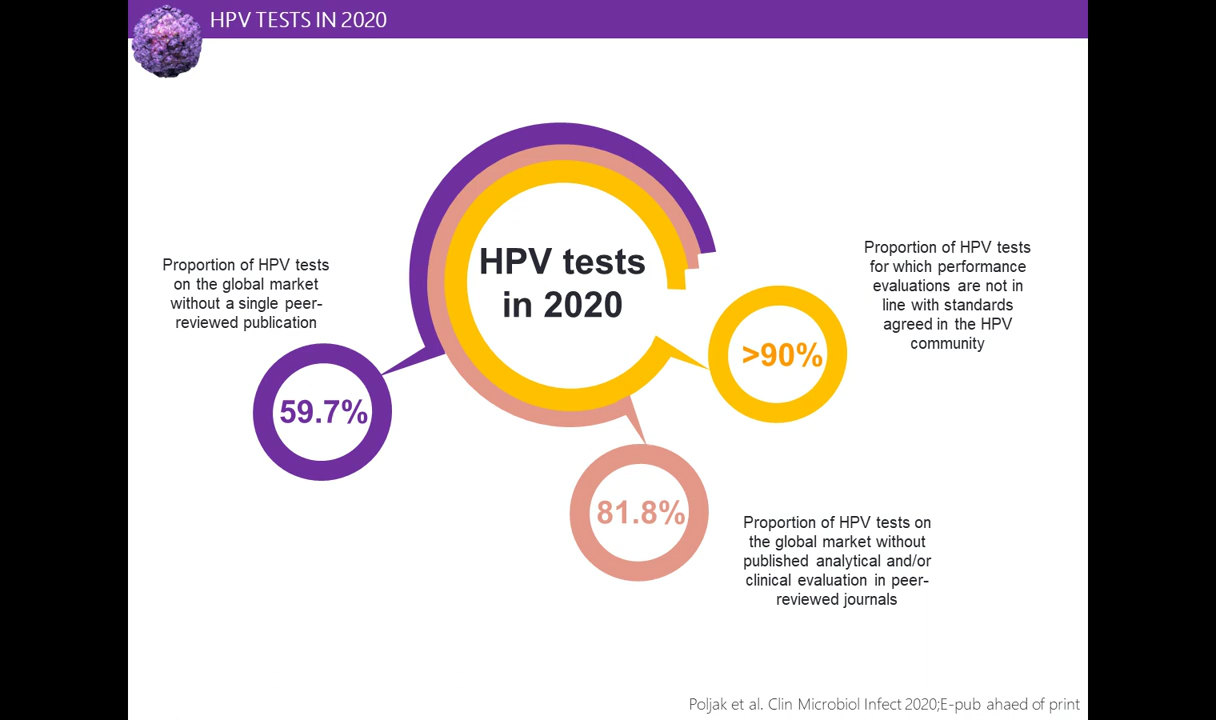 HPV TESTS IN 2020
HPV tests
in 2020
Proportion of HPV tests
on the global market
without a single peer-
reviewed publication
59.7%
Proportion of HPV tests
for which performance
evaluations are not in
line with standards
agreed in the HPV
community
>90%
81.8%
Proportion of HPV tests on
the global market without
published analytical and/or
clinical evaluation in peer-
reviewed journals
Poljak et al. Clin Microbiol Infect 2020;E-pub ahaed of print